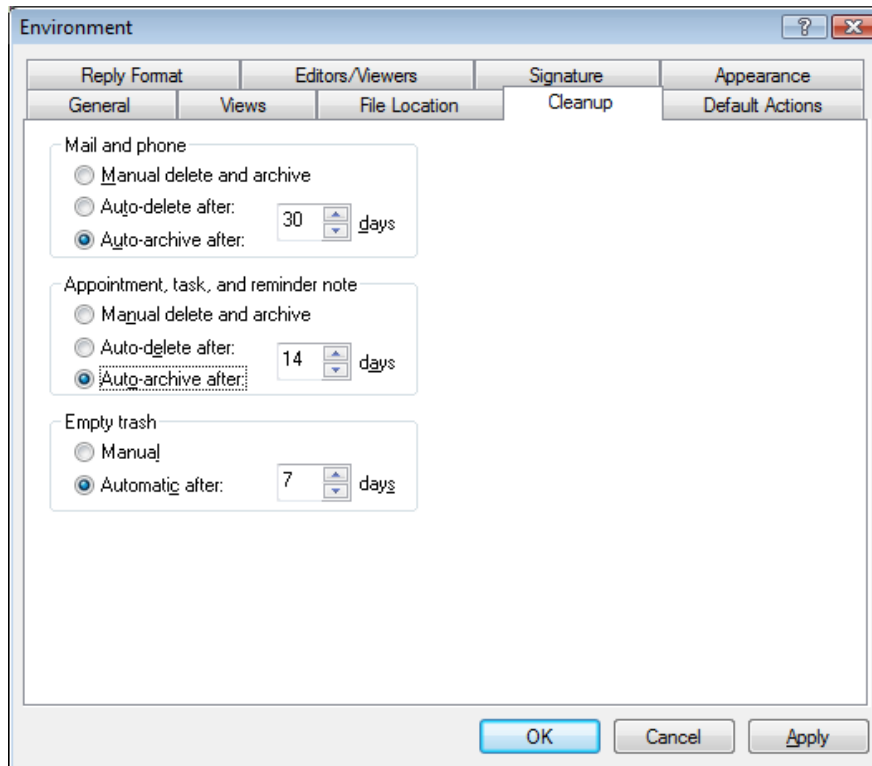 Environment
Reply Format Editors/Viewers Signature Appearance
General Views File Location Cleanup Default Actions
Mail and phone
Manual delete and archive
Auto-delete after:
30 days
Auto-archive after:
Appointment, task, and reminder note
Manual delete and archive
Auto-delete after:
14 days
Auto-archive after:
Empty trash
Manual
Automatic after: 7 days
OK Cancel Apply